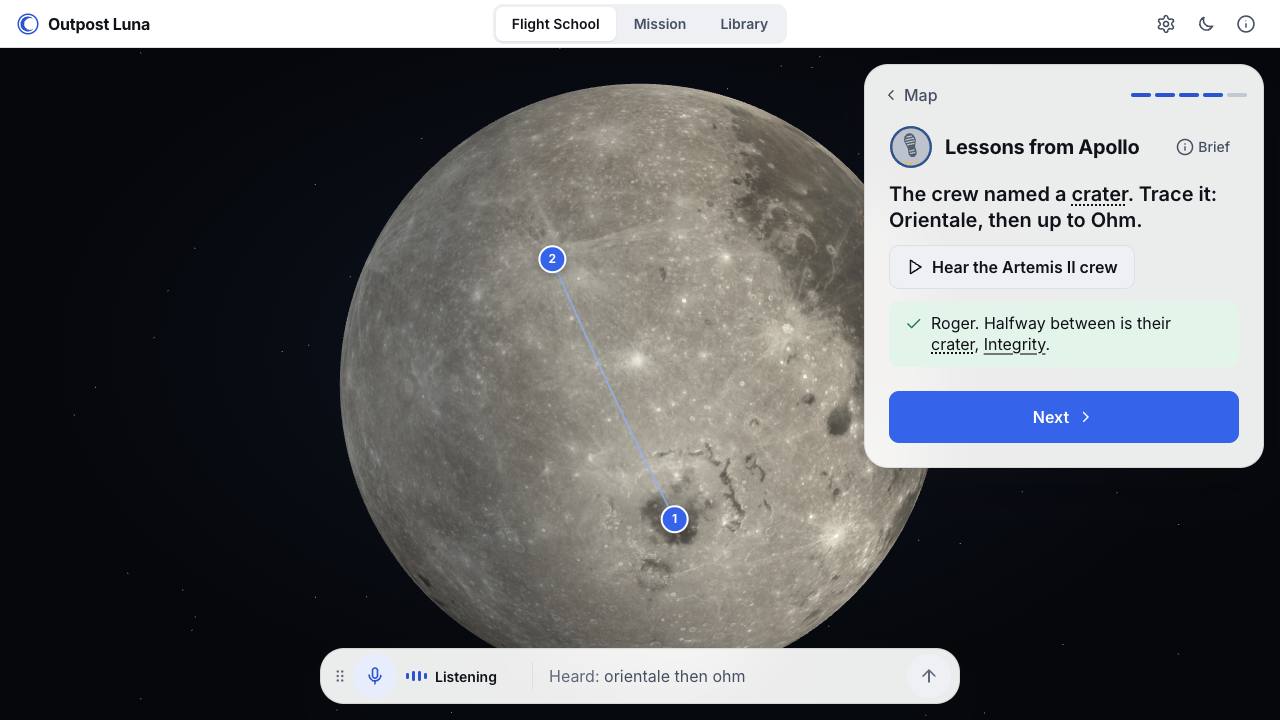 Outpost Luna
Flight School
Mission
Library
Map
Lessons from Apollo
Brief
The crew named a crater. Trace it:
Orientale, then up to Ohm.
Hear the Artemis II crew
Roger. Halfway between is their
crater, Integrity.
Next
2
1
Listening
Heard: orientale then ohm